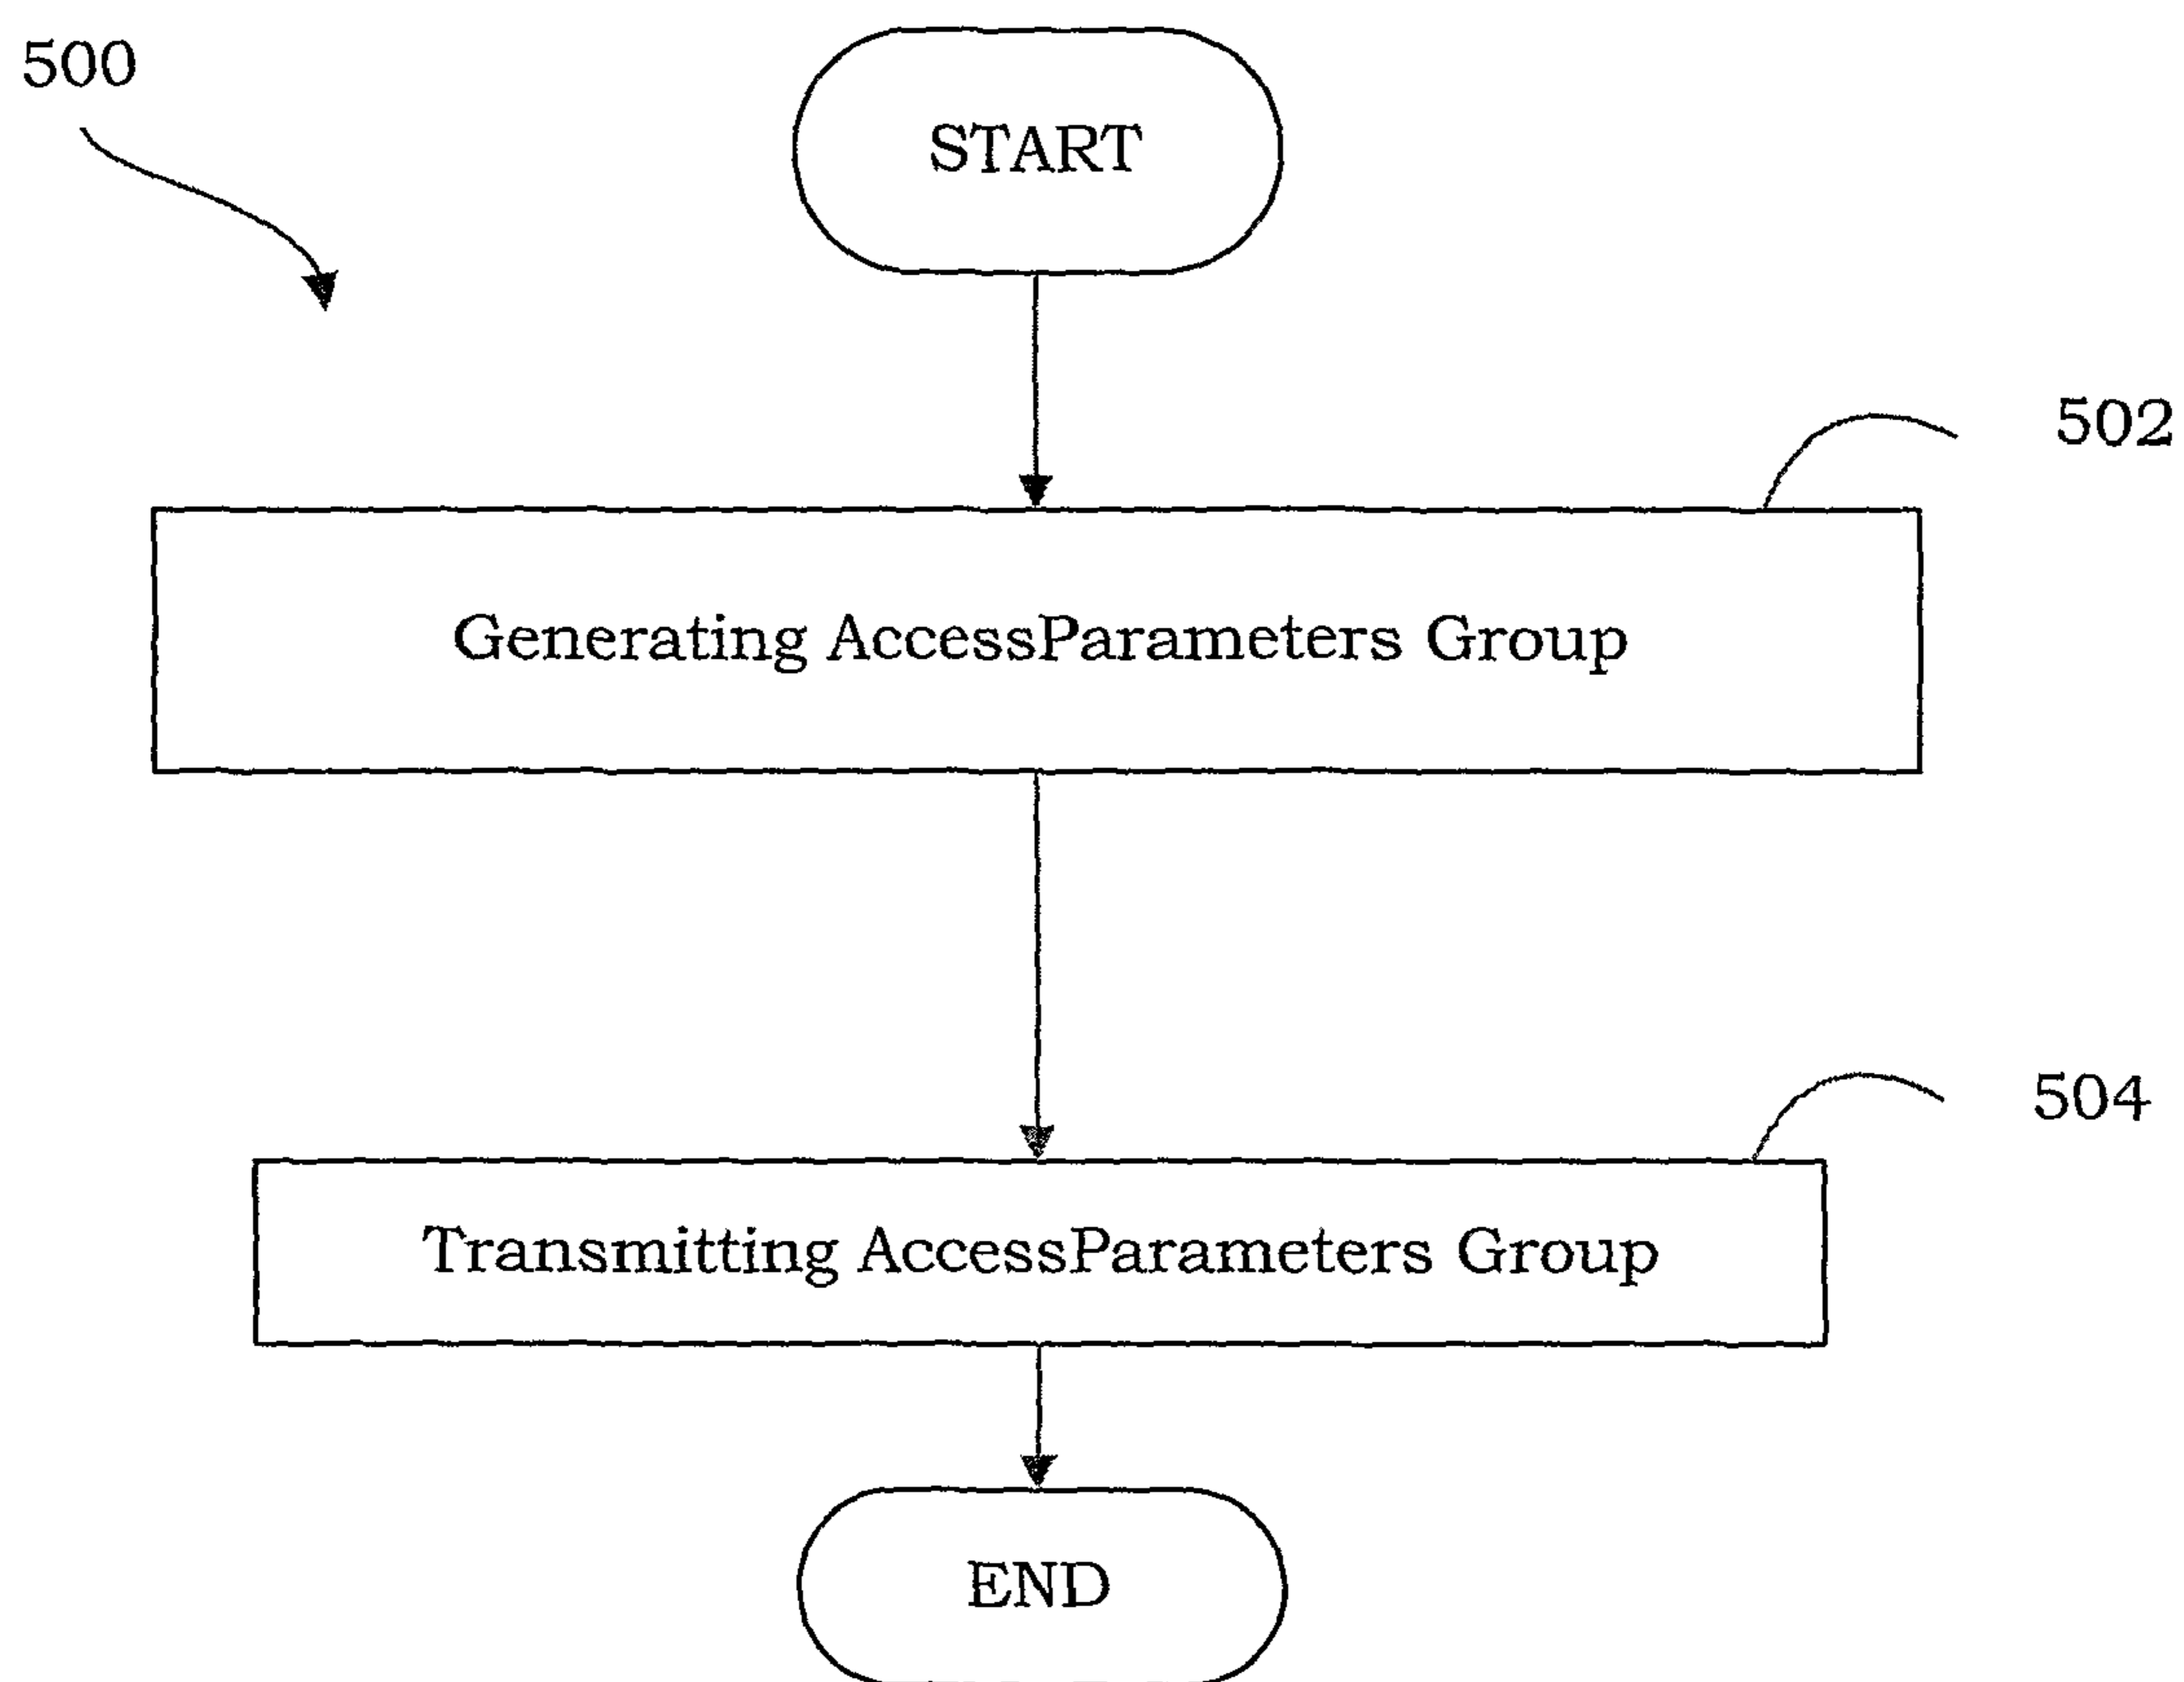 500
START
502
Generating AccessParameters Group
504
Transmitting AccessParameters Group
END